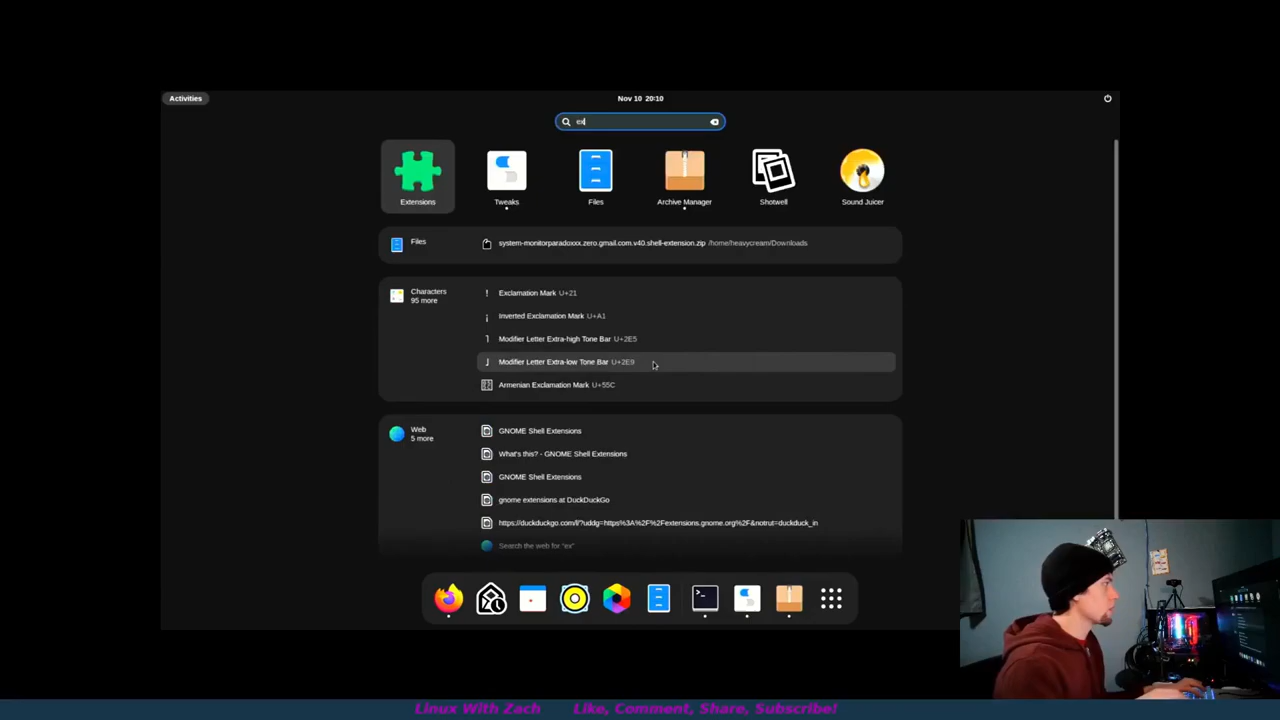 Activities
Nov 10 20:10
ex
Extensions
Tweaks
Files
Archive Manager
Shotwell
Sound Juicer
Files
system-monitorparadoxxx.zero.gmail.com.v40.shell-extension.zip /home/heavycream/Downloads
Characters
95 more
! Exclamation Mark U+21
¡ Inverted Exclamation Mark U+A1
˥ Modifier Letter Extra-high Tone Bar U+2E5
˩ Modifier Letter Extra-low Tone Bar U+2E9
Armenian Exclamation Mark U+55C
Web
5 more
GNOME Shell Extensions
What's this? - GNOME Shell Extensions
GNOME Shell Extensions
gnome extensions at DuckDuckGo
https://duckduckgo.com/l/?uddg=https%3A%2F%2Fextensions.gnome.org%2F&notrut=duckduck_in
Search the web for "ex"
Linux With Zach Like, Comment, Share, Subscribe!